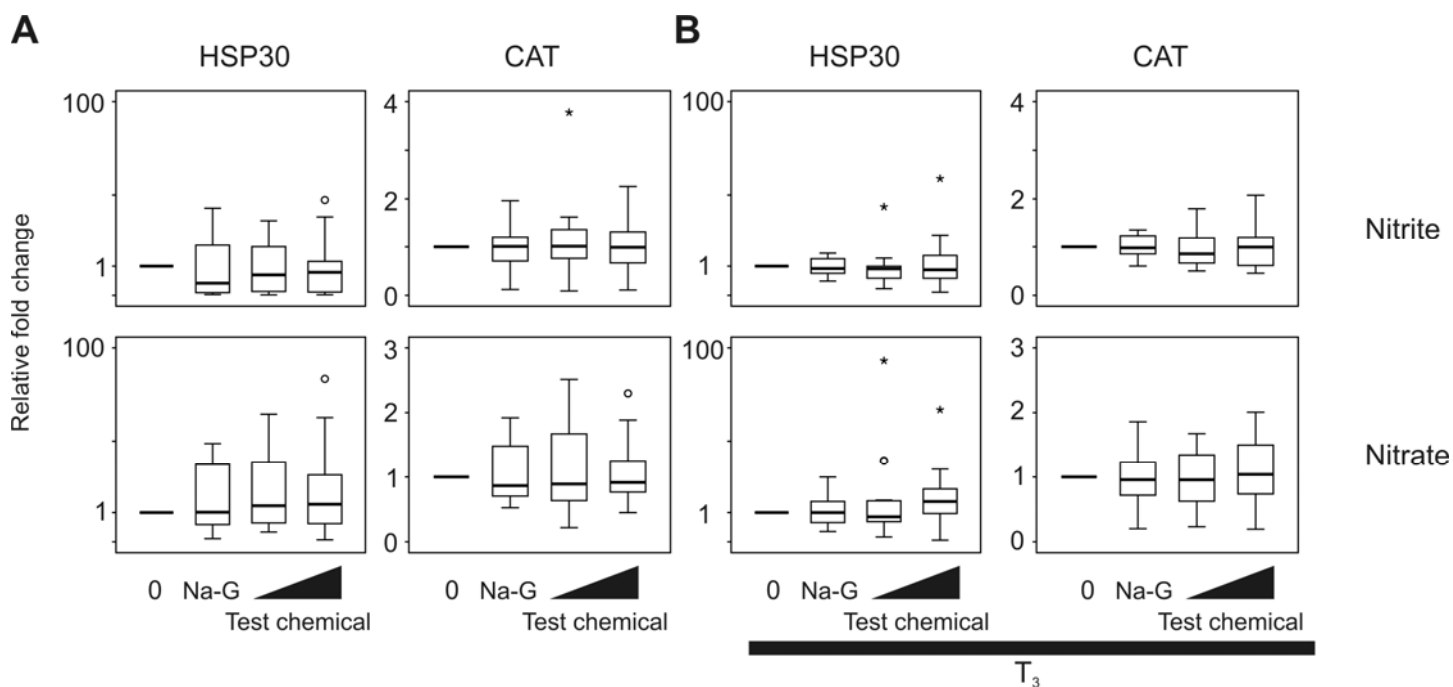 A
B
HSP30
CAT
HSP30
CAT
Relative fold change
100
1
4
2
1
0
100
1
4
2
1
0
Nitrite
100
1
3
2
1
0
100
1
3
2
1
0
Nitrate
0 Na-G
Test chemical
0 Na-G
Test chemical
0 Na-G
Test chemical
0 Na-G
Test chemical
T3